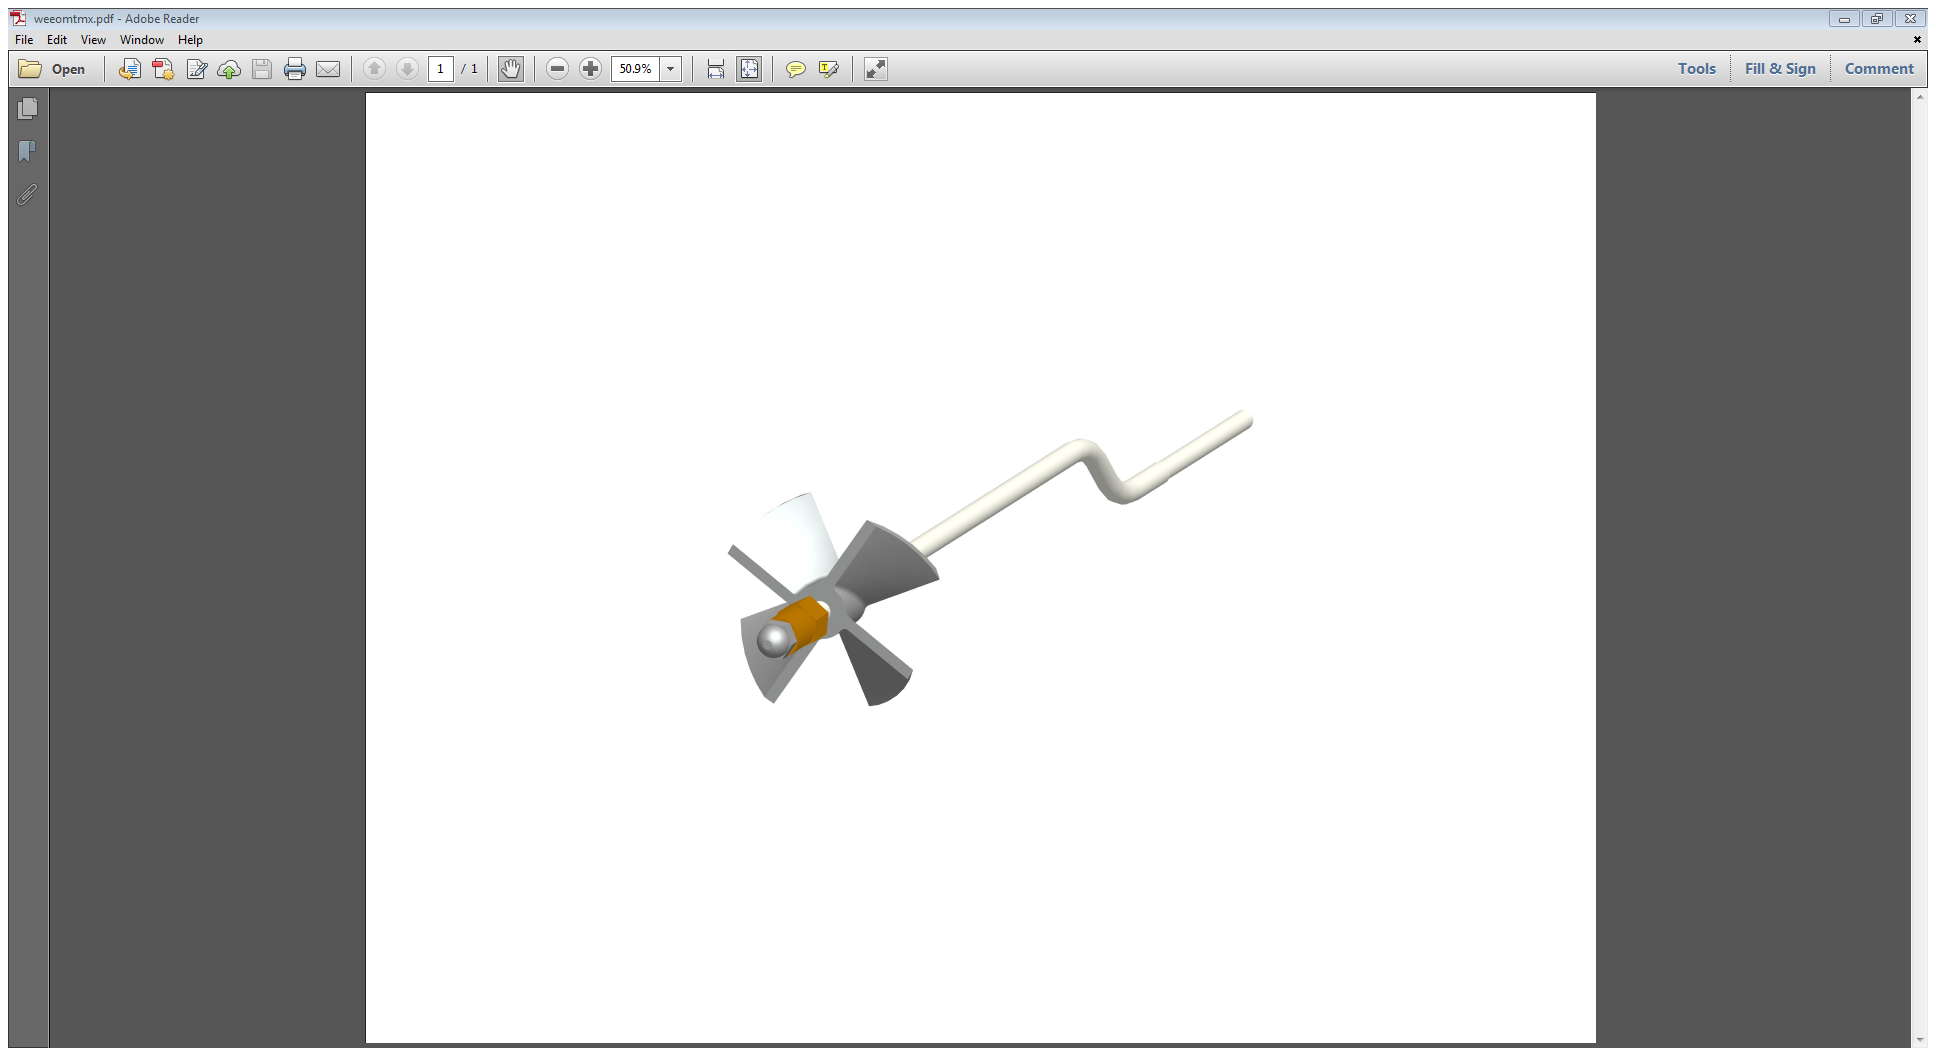 weeomtmx.pdf - Adobe Reader
File Edit View Window Help
Open 1 / 1 50.9% Tools Fill & Sign Comment